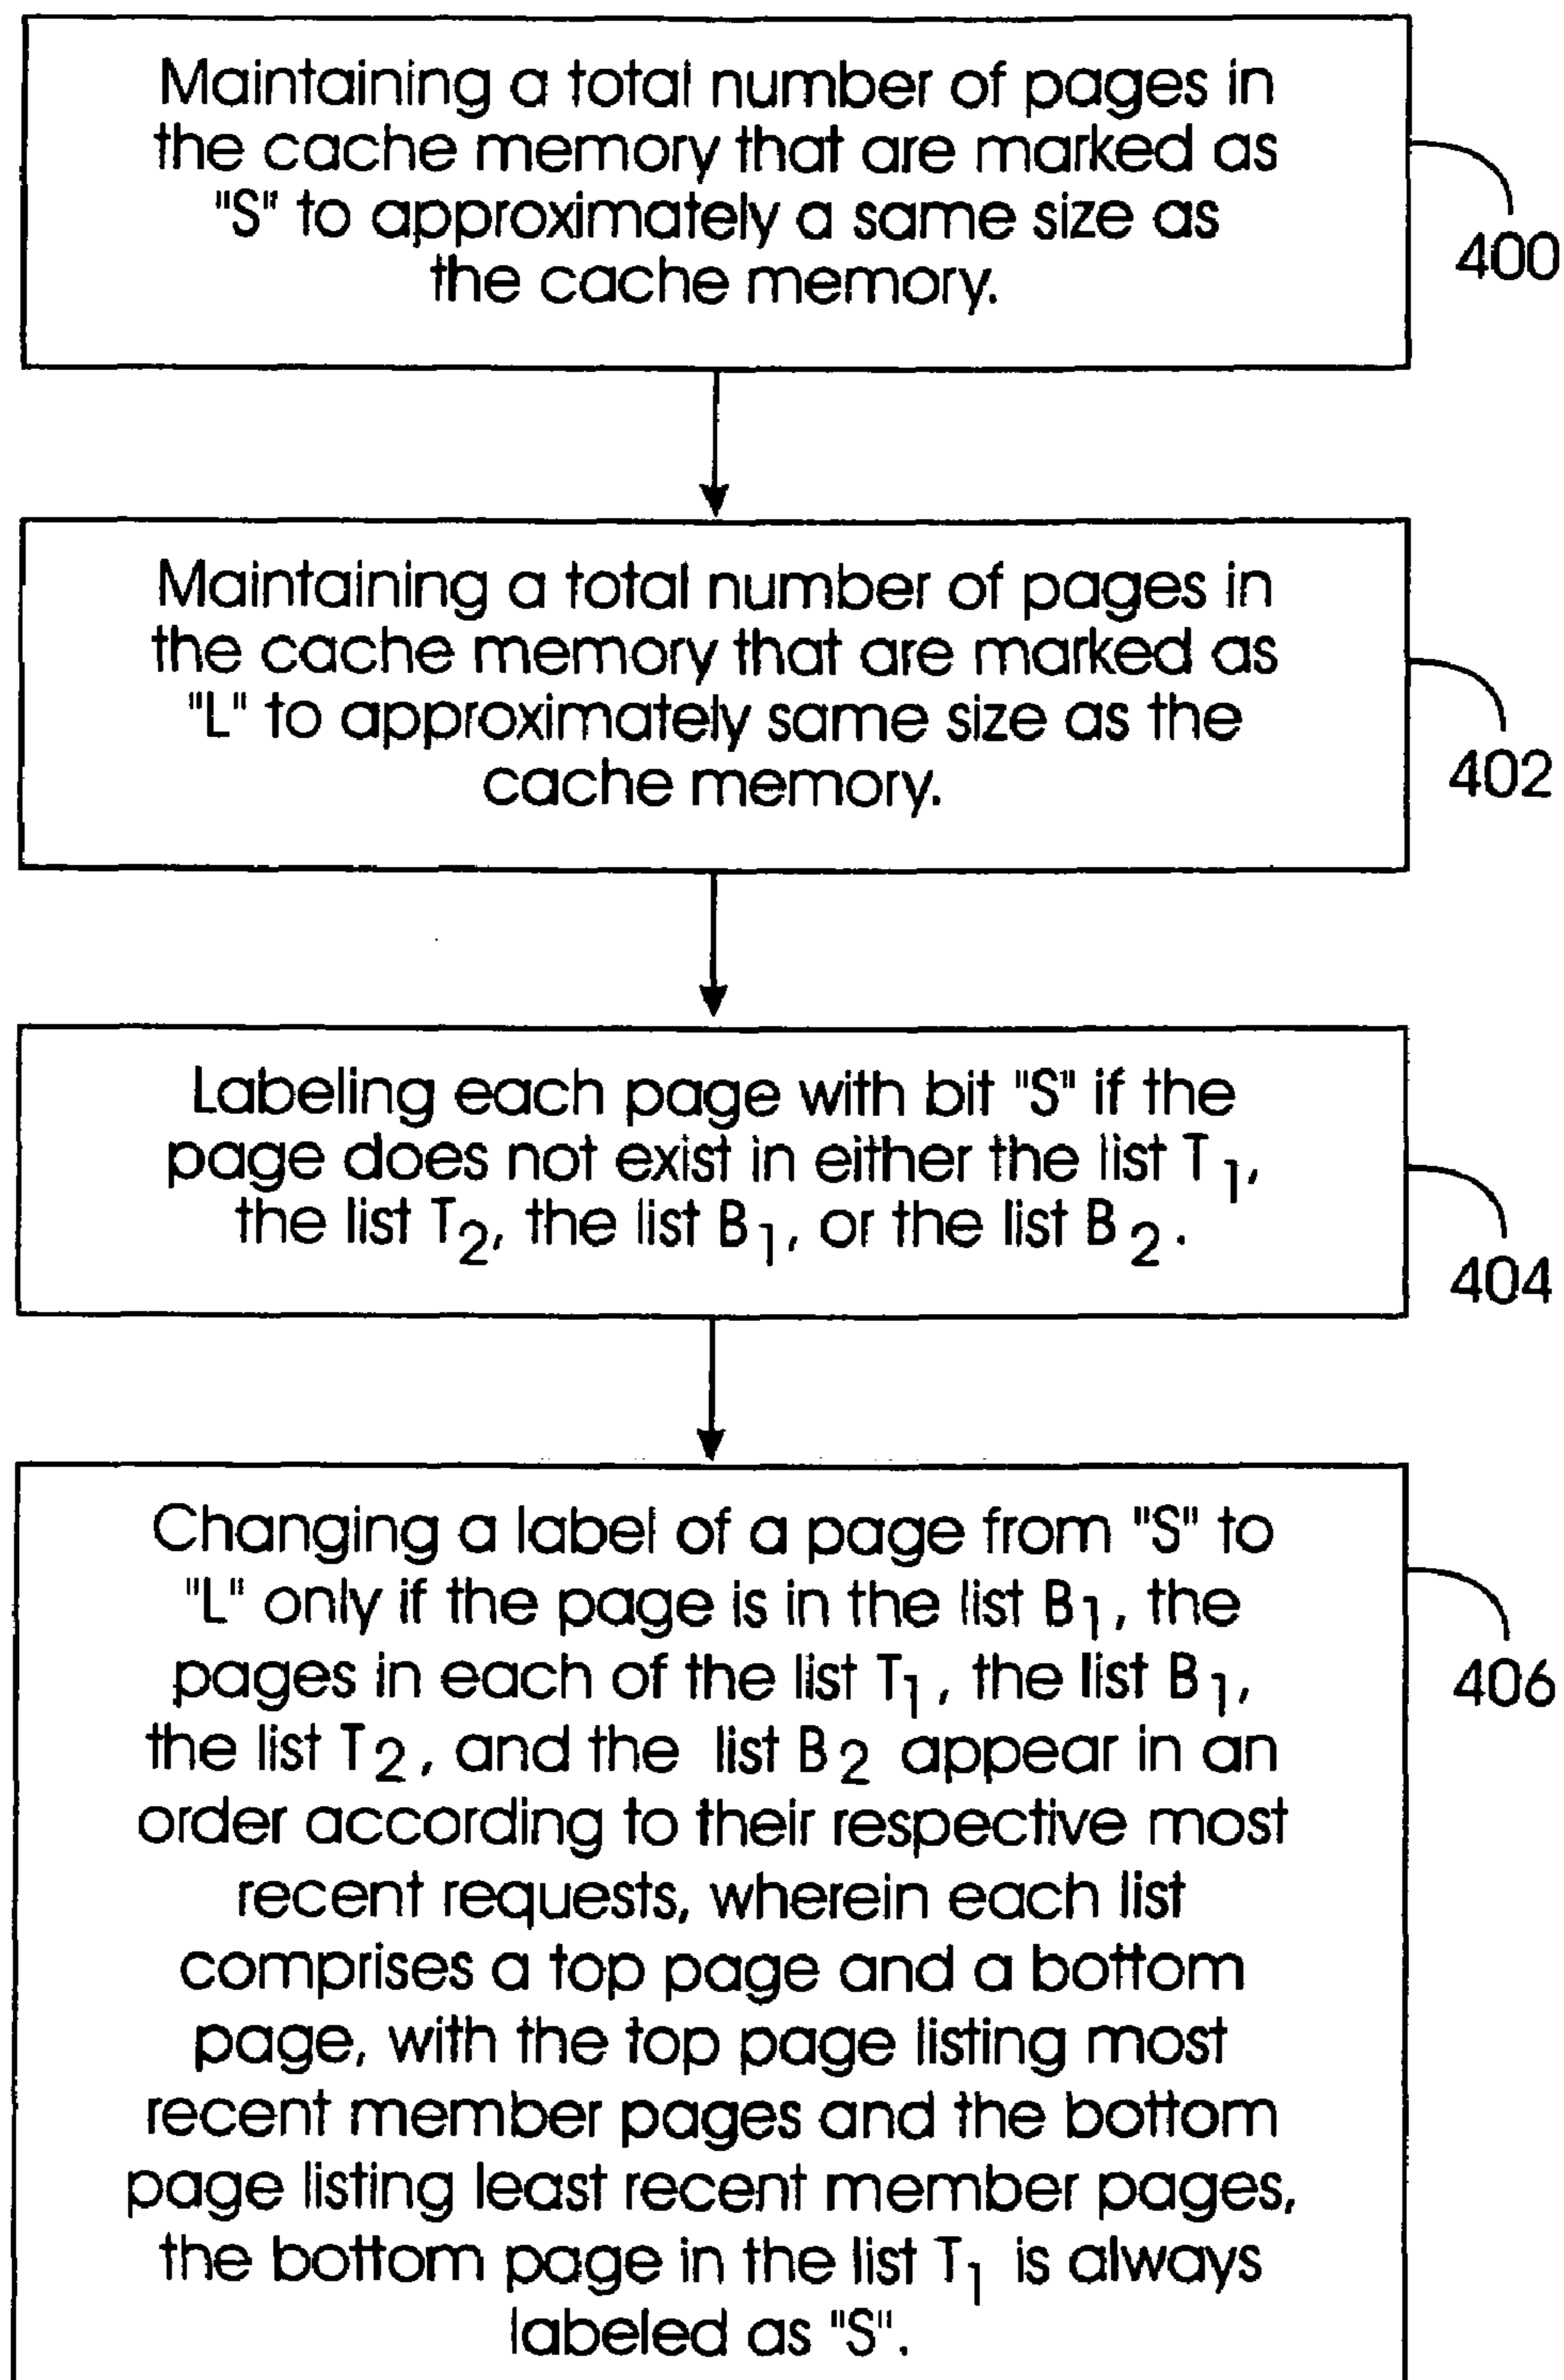 Maintaining a total number of pages in
the cache memory that are marked as
"S" to approximately a same size as
the cache memory.
400
Maintaining a total number of pages in
the cache memory that are marked as
"L" to approximately same size as the
cache memory.
402
Labeling each page with bit "S" if the
page does not exist in either the list T1,
the list T2, the list B1, or the list B2.
404
Changing a label of a page from "S" to
"L" only if the page is in the list B1, the
pages in each of the list T1, the list B1,
the list T2, and the list B2 appear in an
order according to their respective most
recent requests, wherein each list
comprises a top page and a bottom
page, with the top page listing most
recent member pages and the bottom
page listing least recent member pages,
the bottom page in the list T1 is always
labeled as "S".
406